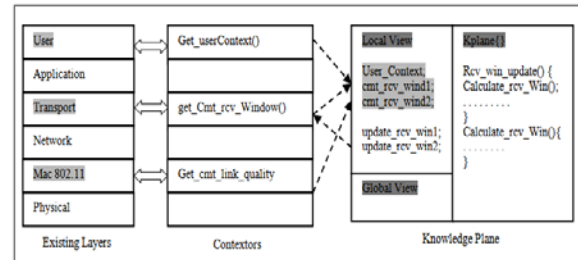 User
Application
Transport
Network
Mac 802.11
Physical
Existing Layers
Get_userContext()
get_Cmt_rcv_Window()
Get_cmt_link_quality
Contextors
Local View
User_Context;
cmt_rcv_wind1;
cmt_rcv_wind2;
update_rcv_win1;
update_rcv_win2;
Global View
Kplane{}
Rcv_win_update() {
Calculate_rcv_Win();
. . . . . . . . .
}
Calculate_rcv_Win(){
. . . . . . . .
}
Knowledge Plane